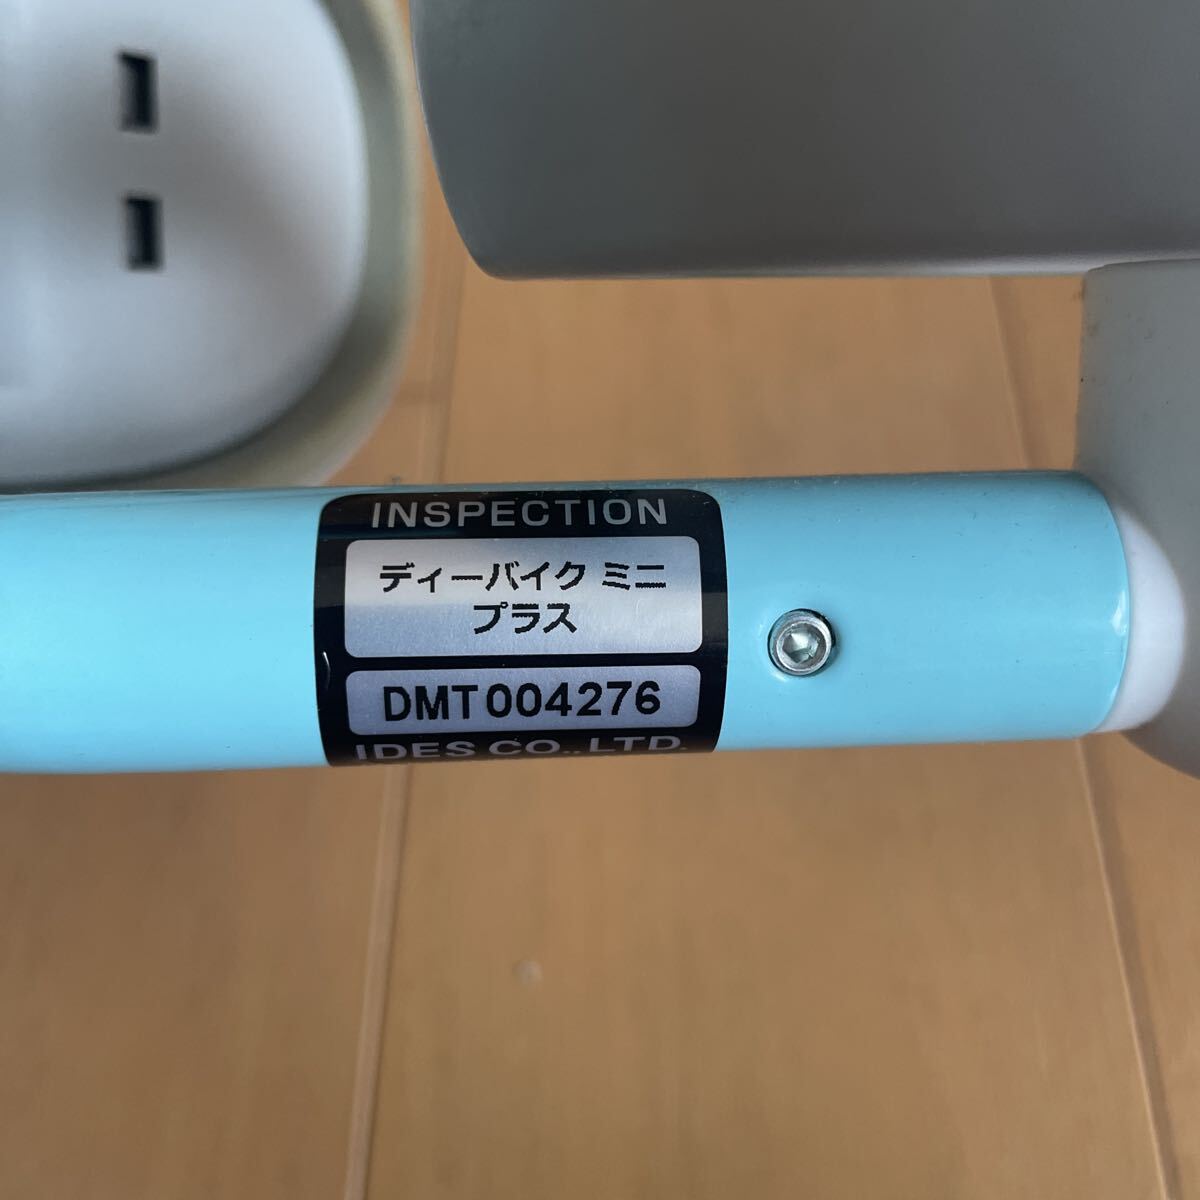 INSPECTION
ディーバイク ミニ
プラス
DMT004276
IDES CO.,LTD.